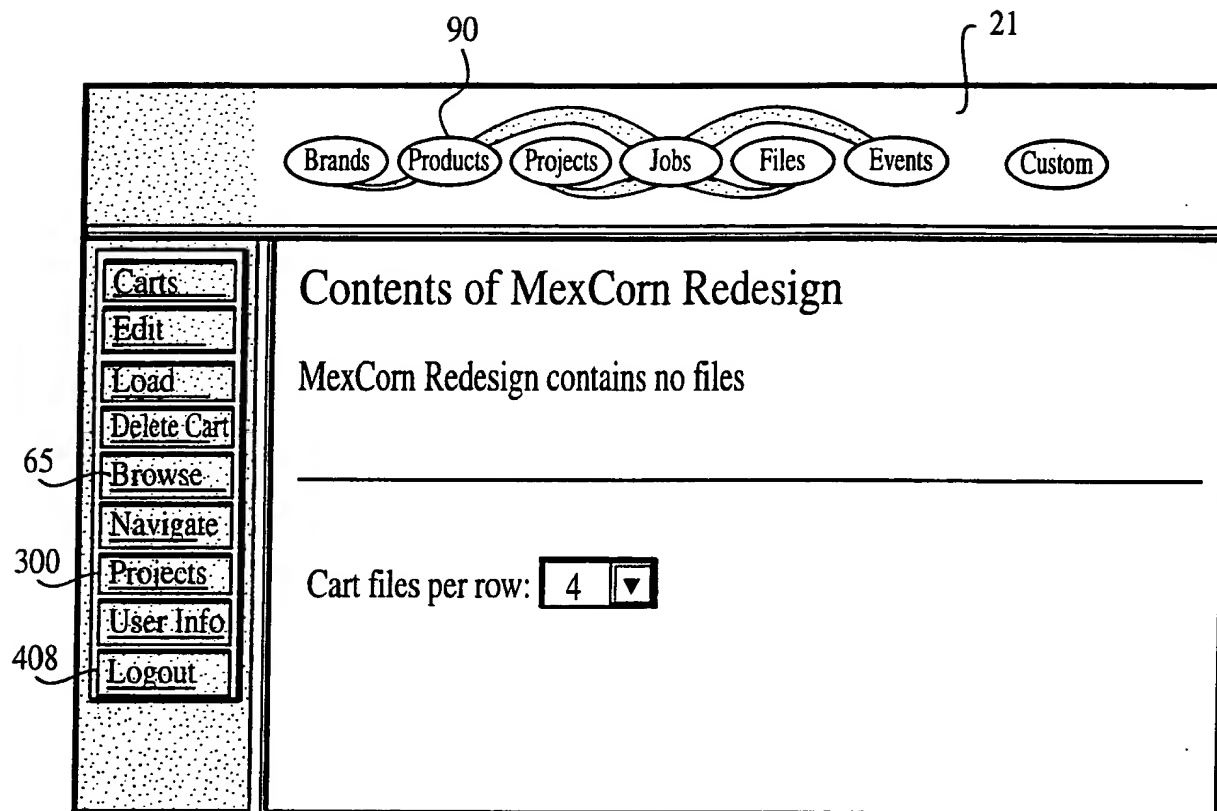 90
21
Brands Products Projects Jobs Files Events Custom
Carts
Edit
Load
Delete Cart
65 Browse
Navigate
300 Projects
User Info
408 Logout
Contents of MexCorn Redesign
MexCorn Redesign contains no files
Cart files per row: 4